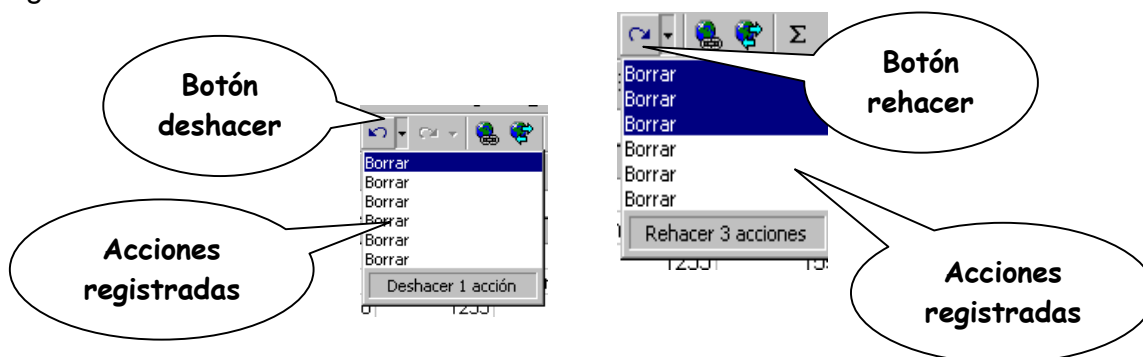 Botón
deshacer
Borrar
Borrar
Borrar
Borrar
Borrar
Borrar
Deshacer 1 acción
1255
Acciones
registradas
Σ
Botón
rehacer
Borrar
Borrar
Borrar
Borrar
Borrar
Borrar
Rehacer 3 acciones
Acciones
registradas